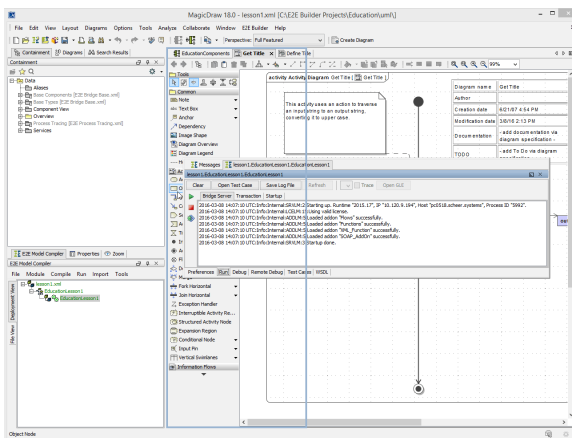 MagicDraw 18.0 - lesson1.xml [C:\E2E Builder Projects\Education\uml\]
File Edit View Layout Diagrams Options Tools Analyze Collaborate Window E2E Builder Help
Perspective: Full Featured
Create Diagram
Containment Diagrams Search Results
EducationComponents Get Title Define Title
Containment
99%
Data
Aliases
Base Components [E2E Bridge Base.xml]
Base Types [E2E Bridge Base.xml]
Component View
Overview
Process Tracing [E2E Process Tracing.xml]
Services
Tools
Common
Note
Text Box
Anchor
Dependency
Image Shape
Diagram Overview
Diagram Legend
activity Activity Diagram Get Title [ Get Title ]
This activity uses an action to traverse
an input string to an output string,
converting it to upper case.
Diagram name Get Title
Author
Creation date 6/21/07 4:54 PM
Modification date 3/8/16 2:13 PM
Documentation - add documentation via
diagram specification -
TODO - add To Do via diagram
Messages lesson1.EducationLesson1.EducationLesson1
lesson1.EducationLesson1.EducationLesson1
Clear Open Test Case Save Log File Refresh Trace Open GUI
Bridge Server Transaction Startup
2016-03-08 14:07:10 UTC:Info:Internal:SRVLM:2:Starting up. Runtime "2015.17", IP "10.120.9.194", Host "pc0518.scheer.systems", Process ID "5992".
2016-03-08 14:07:10 UTC:Info:Internal:LCELM:1:Using valid license.
2016-03-08 14:07:10 UTC:Info:Internal:ADDLM:5:Loaded addon "Flows" successfully.
2016-03-08 14:07:10 UTC:Info:Internal:ADDLM:5:Loaded addon "Functions" successfully.
2016-03-08 14:07:10 UTC:Info:Internal:ADDLM:5:Loaded addon "XML_Function" successfully.
2016-03-08 14:07:10 UTC:Info:Internal:ADDLM:5:Loaded addon "SOAP_AddOn" successfully.
2016-03-08 14:07:10 UTC:Info:Internal:SRVLM:3:Startup done.
Preferences Run Debug Remote Debug Test Cases WSDL
E2E Model Compiler Properties Zoom
E2E Model Compiler
File Module Compile Run Import Tools
Deployment View
File View
lesson1.xml
EducationLesson1
EducationLesson1
Merge
Fork Horizontal
Join Horizontal
Exception Handler
Interruptible Activity Re...
Structured Activity Node
Expansion Region
Conditional Node
Input Pin
Vertical Swimlanes
Information Flows
Object Node